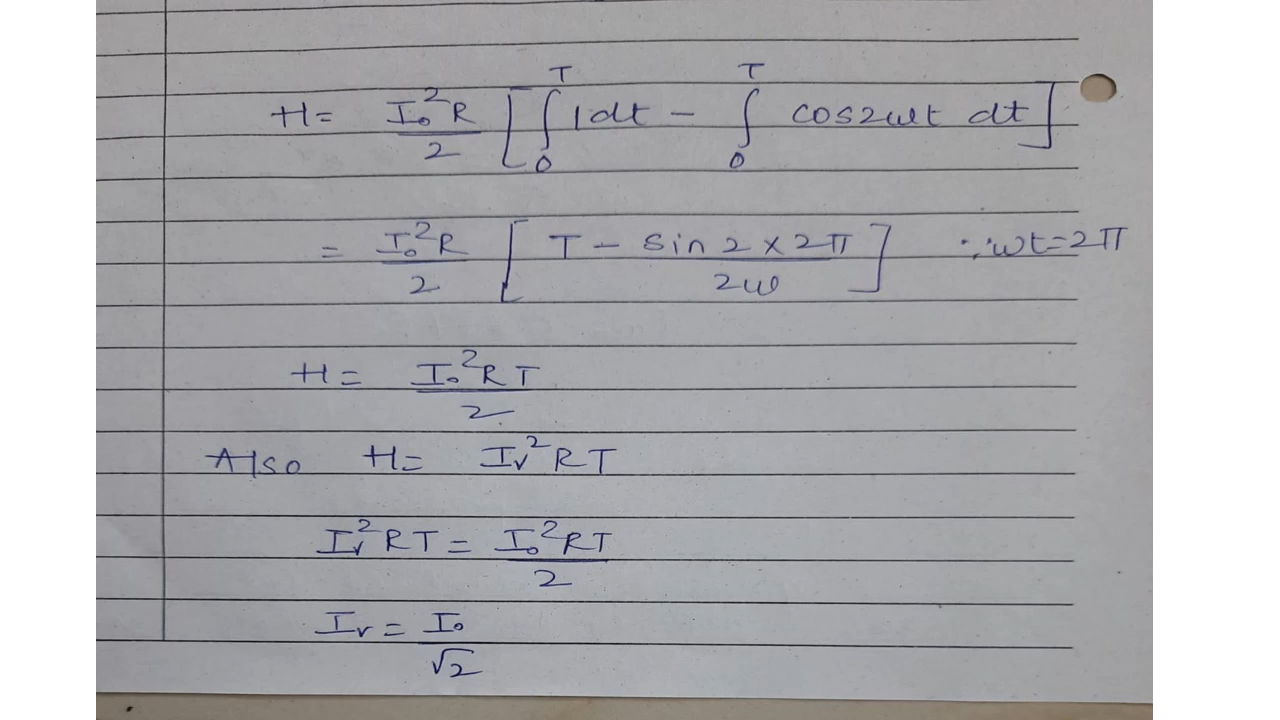 H = I₀²R/2 [∫₀ᵀ 1dt − ∫₀ᵀ cos2ωt dt]
= I₀²R/2 [T − sin 2 × 2π/2ω] ∵ωt=2π
H = I₀²RT/2
Also H = Iᵥ²RT
Iᵥ²RT = I₀²RT/2
Iᵥ = I₀/√2